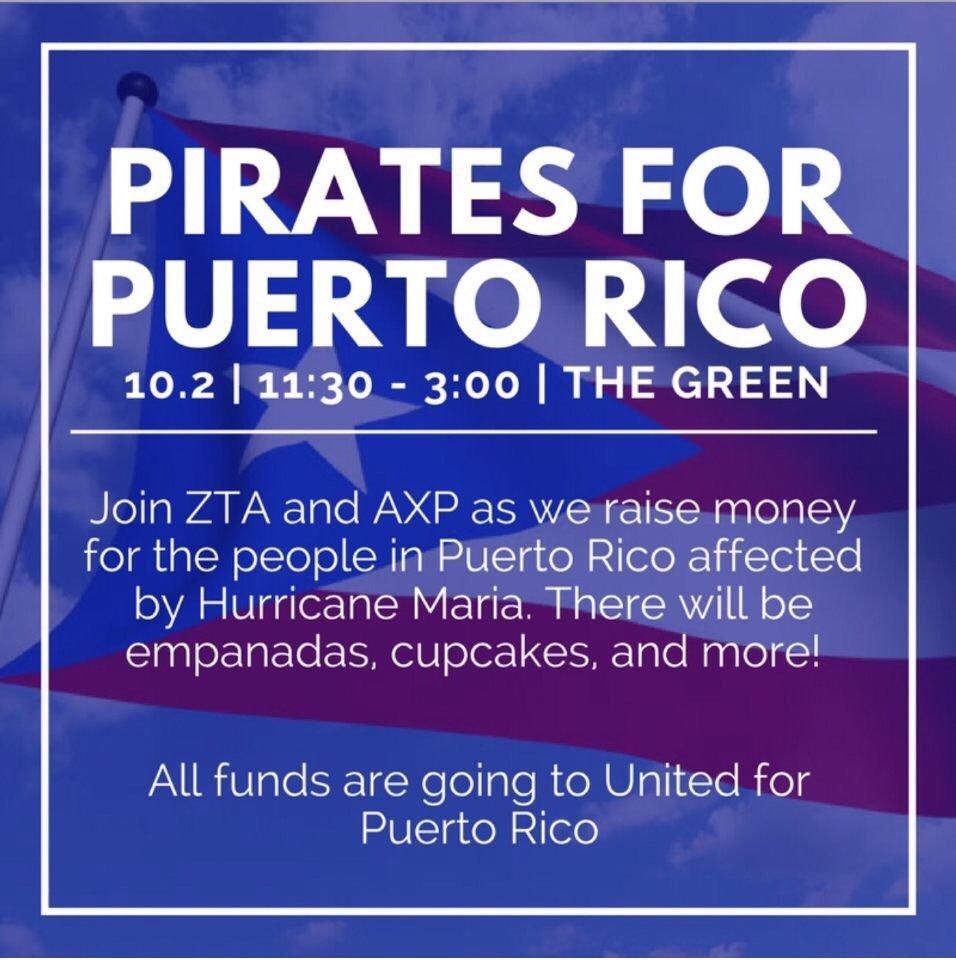 PIRATES FOR
PUERTO RICO
10.2 | 11:30 - 3:00 | THE GREEN
Join ZTA and AXP as we raise money
for the people in Puerto Rico affected
by Hurricane Maria. There will be
empanadas, cupcakes, and more!
All funds are going to United for
Puerto Rico